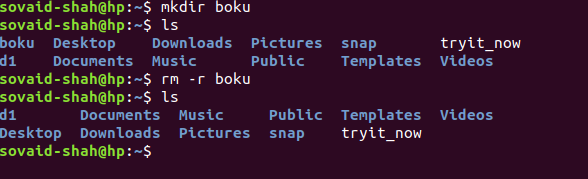 sovaid-shah@hp:~$ mkdir boku
sovaid-shah@hp:~$ ls
boku  Desktop    Downloads  Pictures  snap       tryit_now
d1    Documents  Music      Public    Templates  Videos
sovaid-shah@hp:~$ rm -r boku
sovaid-shah@hp:~$ ls
d1       Documents  Music     Public  Templates  Videos
Desktop  Downloads  Pictures  snap    tryit_now
sovaid-shah@hp:~$